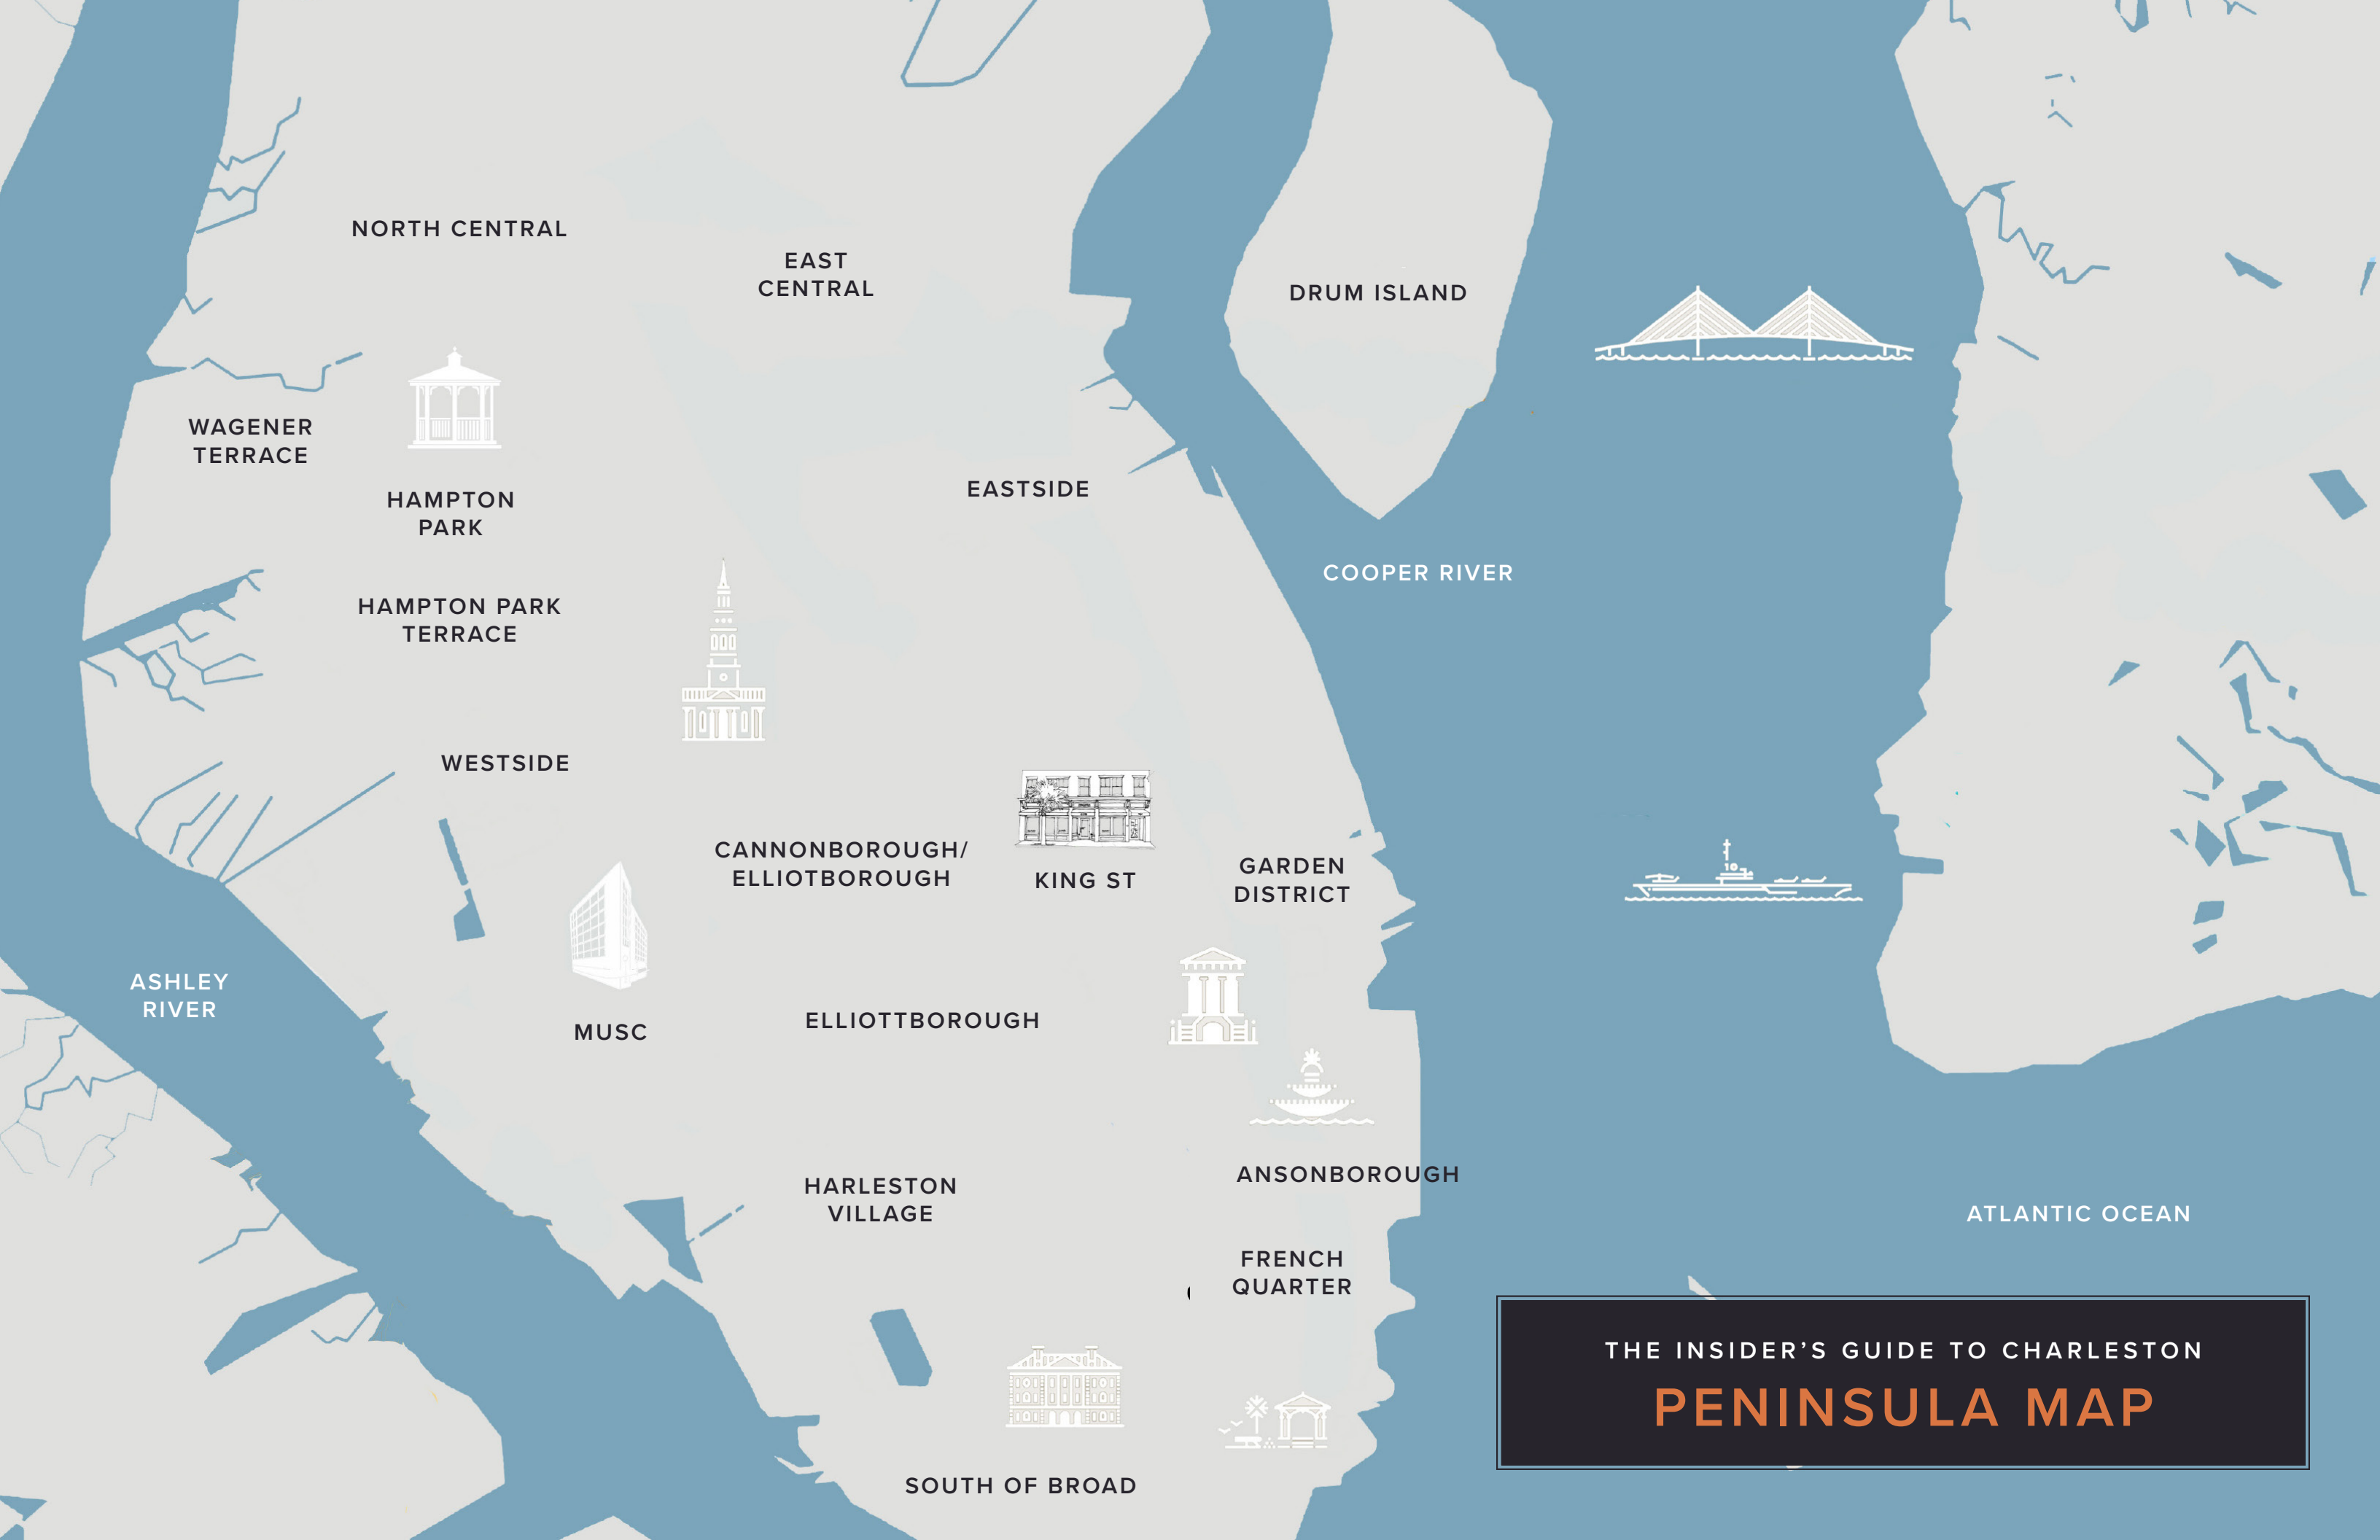 NORTH CENTRAL
EAST
CENTRAL
DRUM ISLAND
WAGENER
TERRACE
HAMPTON
PARK
EASTSIDE
COOPER RIVER
HAMPTON PARK
TERRACE
WESTSIDE
CANNONBOROUGH/
ELLIOTBOROUGH
KING ST
GARDEN
DISTRICT
10
ASHLEY
RIVER
MUSC
ELLIOTTBOROUGH
ANSONBOROUGH
HARLESTON
VILLAGE
ATLANTIC OCEAN
FRENCH
QUARTER
SOUTH OF BROAD
THE INSIDER’S GUIDE TO CHARLESTON
PENINSULA MAP